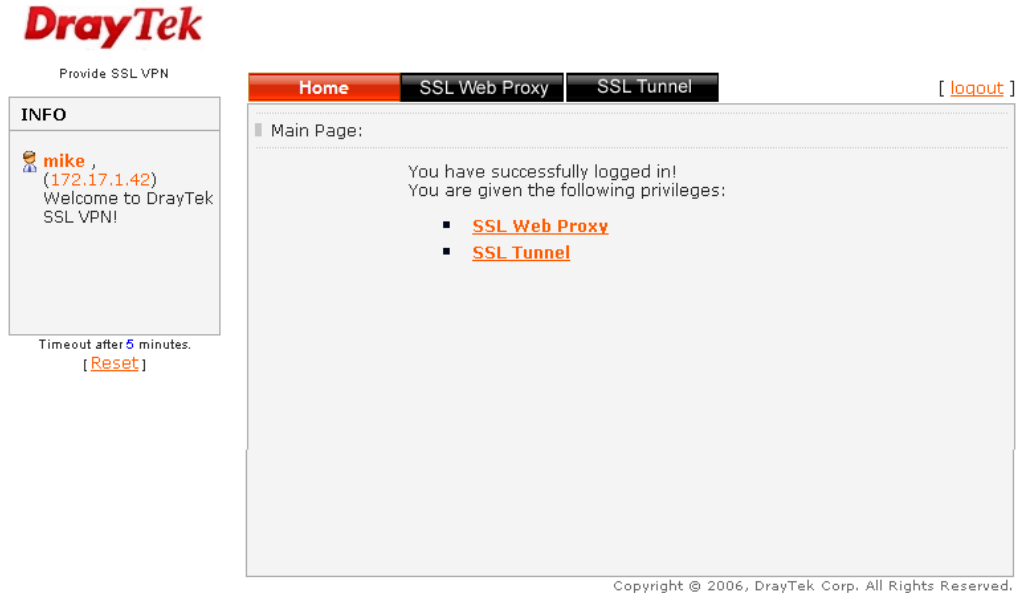 DrayTek
Provide SSL VPN
INFO
mike ,
(172.17.1.42)
Welcome to DrayTek
SSL VPN!
Timeout after 5 minutes.
[ Reset ]
Home
SSL Web Proxy
SSL Tunnel
[ logout ]
Main Page:
You have successfully logged in!
You are given the following privileges:
SSL Web Proxy
SSL Tunnel
Copyright © 2006, DrayTek Corp. All Rights Reserved.